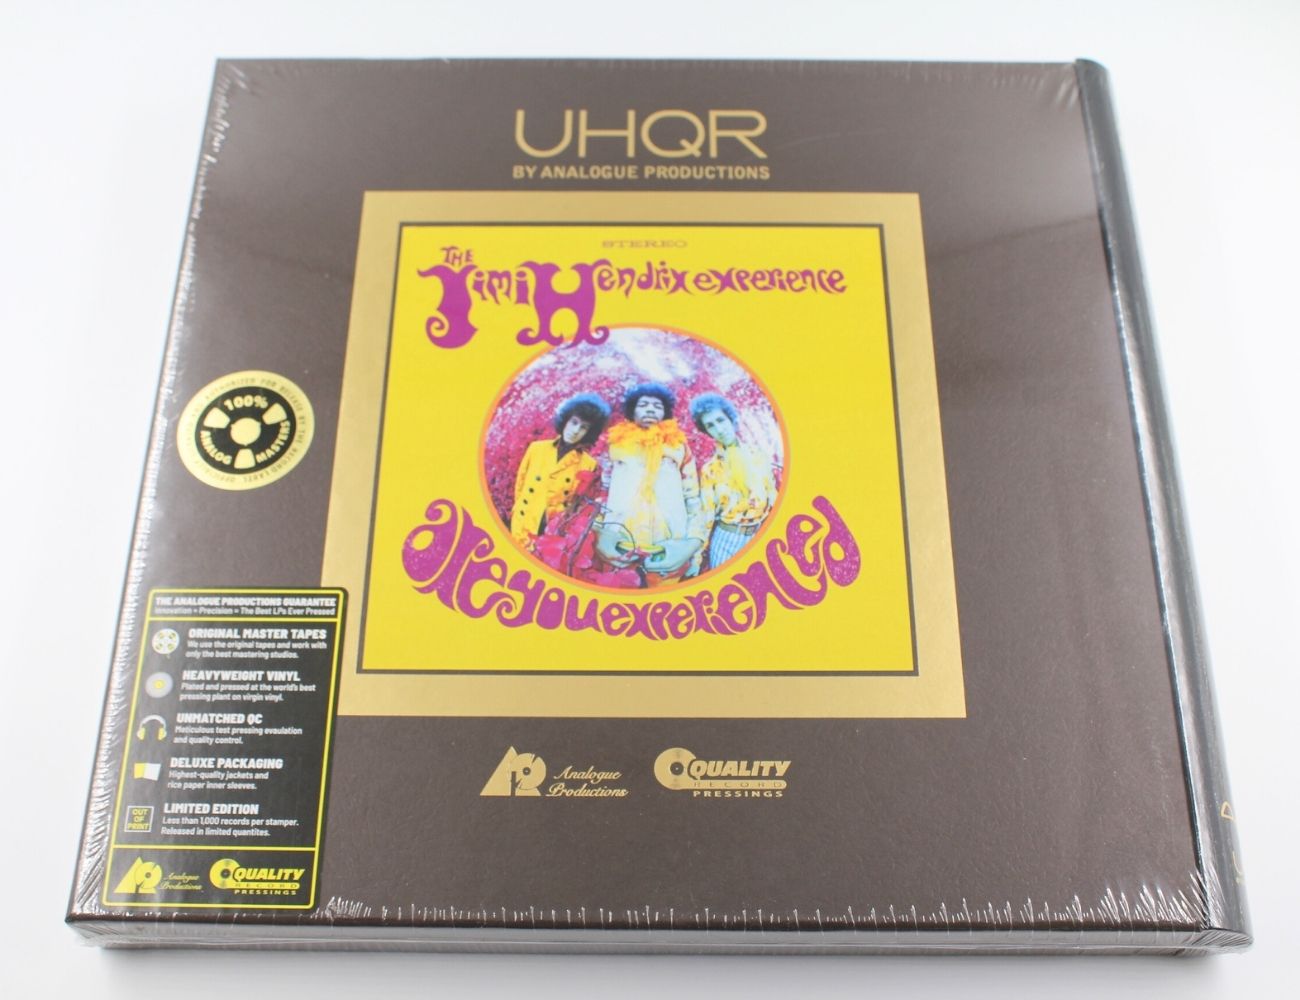 UHQR
BY ANALOGUE PRODUCTIONS
STEREO
THE
Jimi Hendrix experience
are you experienced
100%
ANALOG MASTERS
THE ANALOGUE PRODUCTIONS GUARANTEE
Innovation + Precision = The Best LPs Ever Pressed
ORIGINAL MASTER TAPES
We use the original tapes and work with
only the best mastering studios.
HEAVYWEIGHT VINYL
Plated and pressed at the world's best
pressing plant on virgin vinyl.
UNMATCHED QC
Meticulous test pressing evaulation
and quality control.
DELUXE PACKAGING
Highest-quality jackets and
rice paper inner sleeves.
OUT
OF
PRINT
LIMITED EDITION
Less than 1,000 records per stamper.
Released in limited quantites.
Analogue
Productions
QUALITY
RECORD
PRESSINGS
Analogue
Productions
QUALITY
RECORD
PRESSINGS